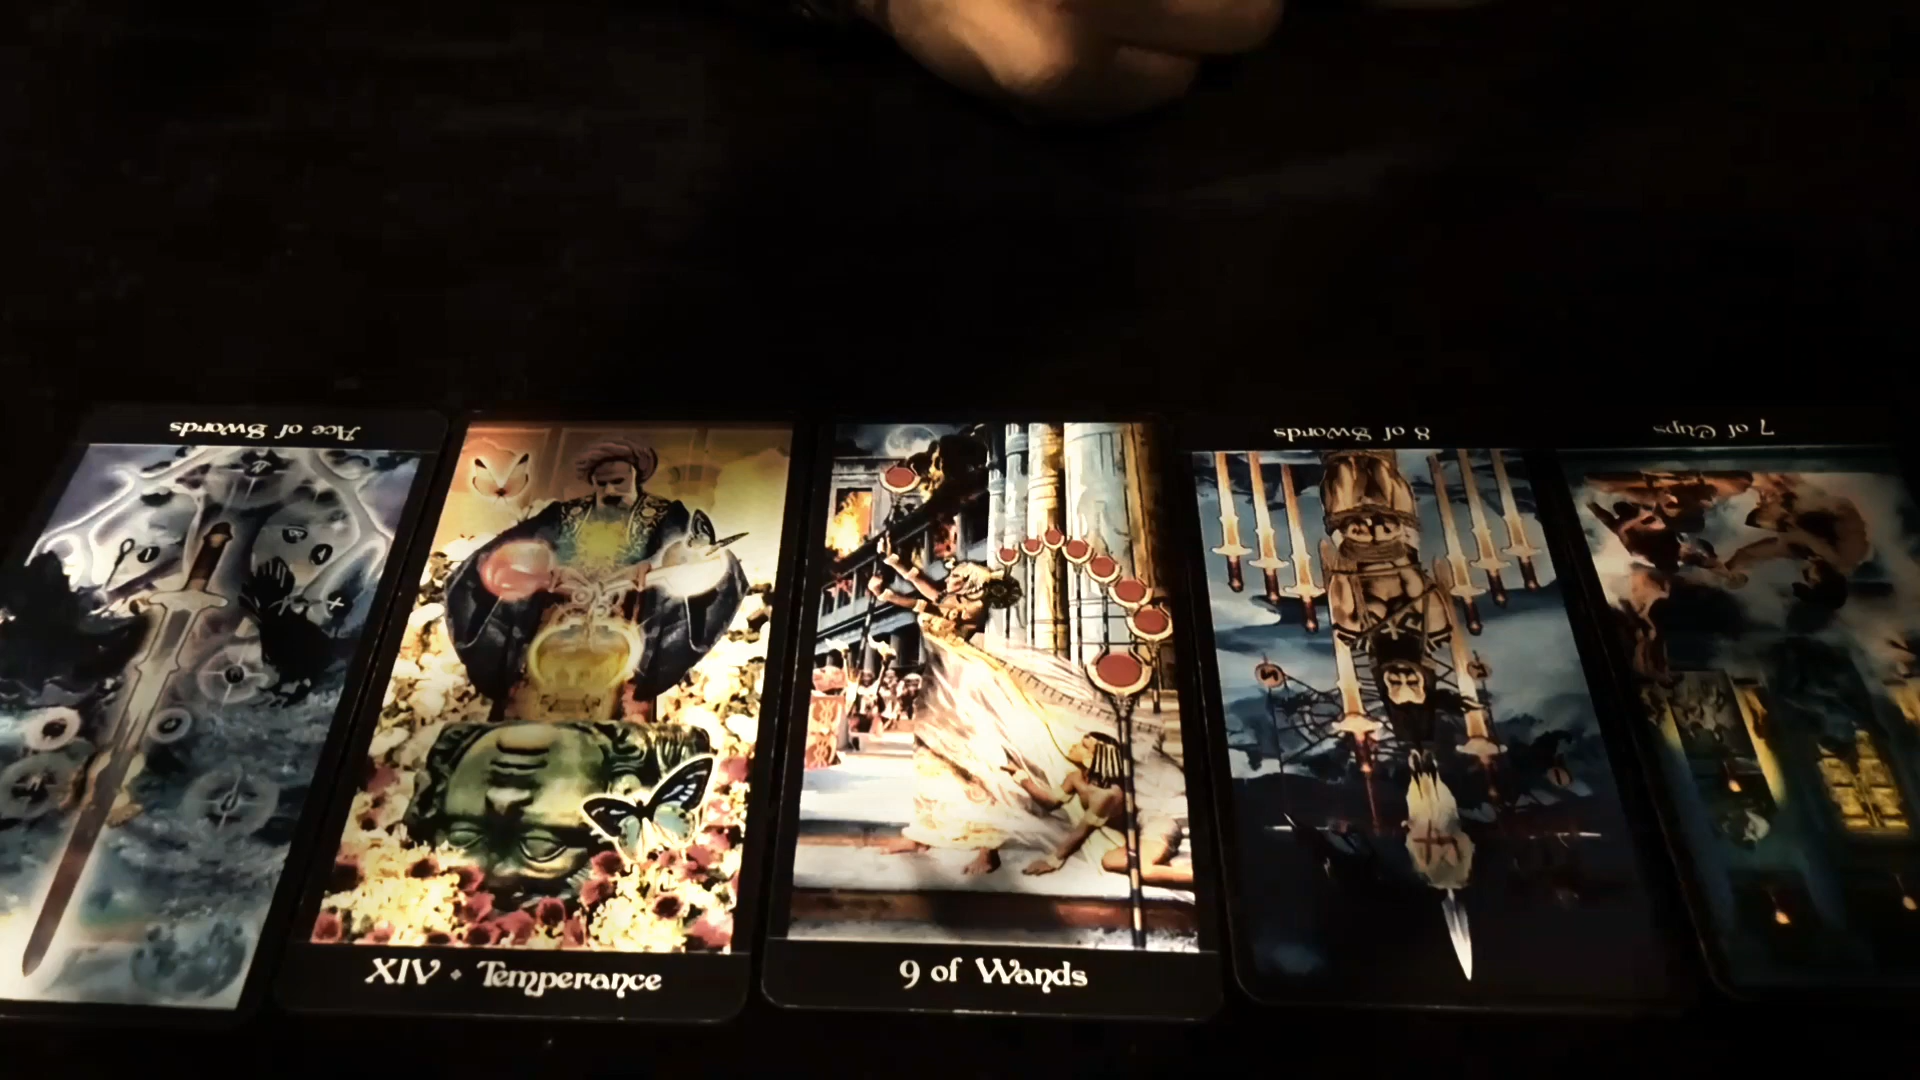 Ace of Swords
XIV • Temperance
9 of Wands
8 of Swords
7 of Cups